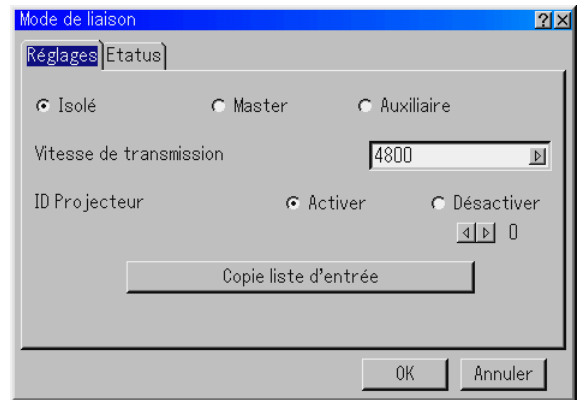 Mode de liaison
Réglages Etatus
Isolé Master Auxiliaire
Vitesse de transmission 4800
ID Projecteur Activer Désactiver
0
Copie liste d'entrée
OK Annuler